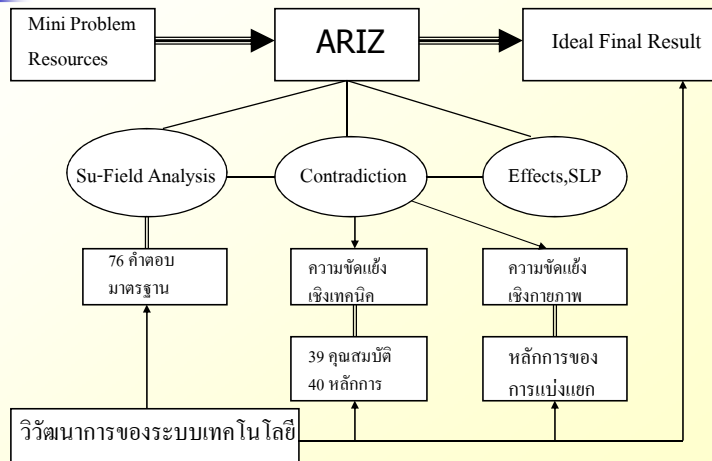 Mini Problem
Resources
ARIZ
Ideal Final Result
Su-Field Analysis
Contradiction
Effects,SLP
76 คำตอบ
มาตรฐาน
ความขัดแย้ง
เชิงเทคนิค
ความขัดแย้ง
เชิงกายภาพ
39 คุณสมบัติ
40 หลักการ
หลักการของ
การแบ่งแยก
วิวัฒนาการของระบบเทคโนโลยี